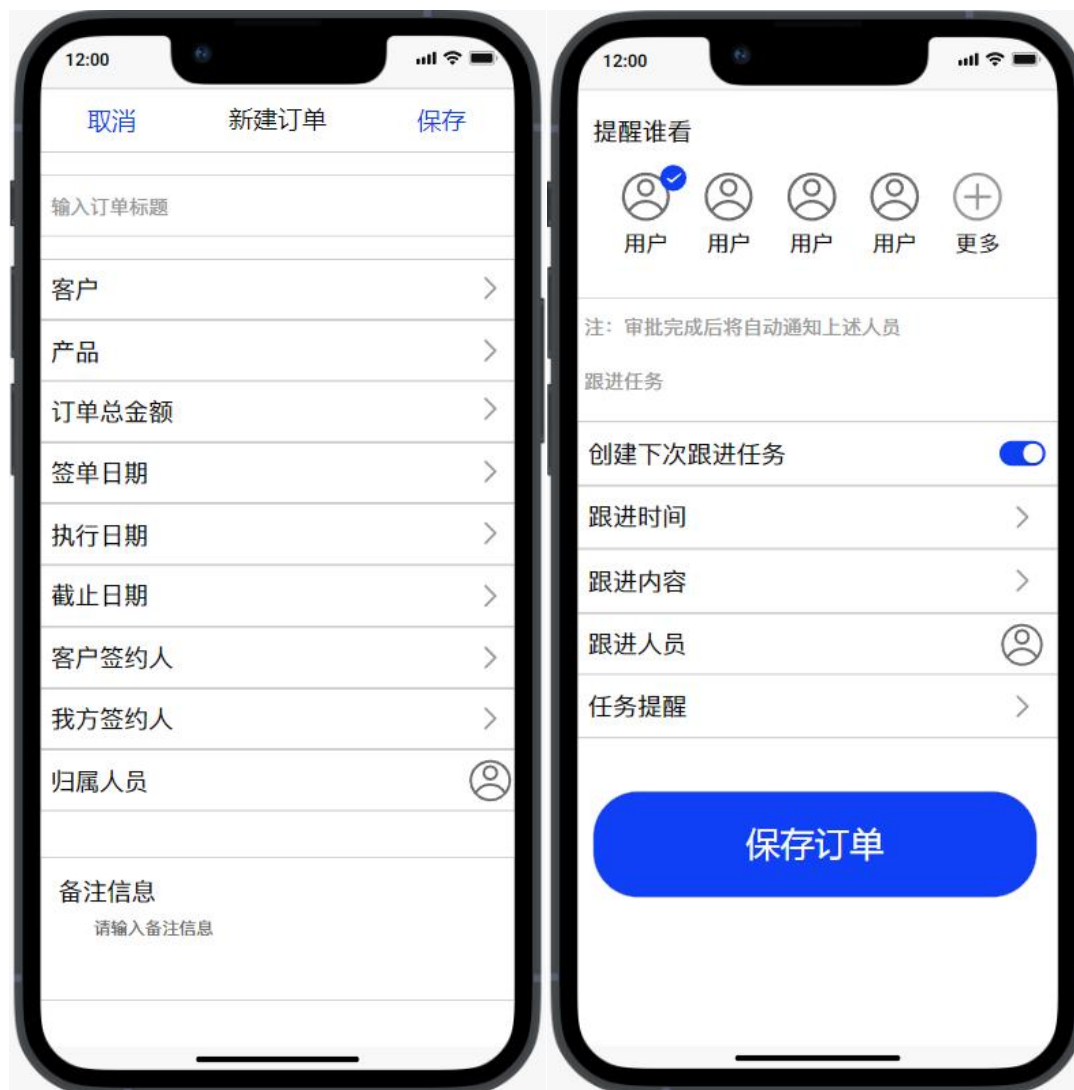 12:00
取消 新建订单 保存
输入订单标题
客户
产品
订单总金额
签单日期
执行日期
截止日期
客户签约人
我方签约人
归属人员
备注信息
请输入备注信息
12:00
提醒谁看
用户 用户 用户 用户 更多
注：审批完成后将自动通知上述人员
跟进任务
创建下次跟进任务
跟进时间
跟进内容
跟进人员
任务提醒
保存订单